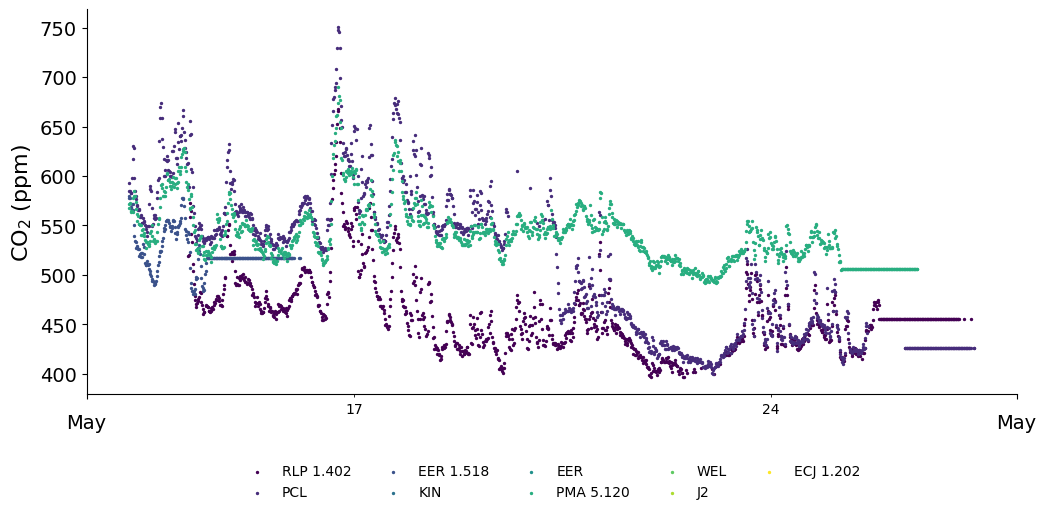 750
700
650
600
550
500
450
400
CO₂ (ppm)
17
24
May
May
RLP 1.402
EER 1.518
EER
WEL
ECJ 1.202
PCL
KIN
PMA 5.120
J2